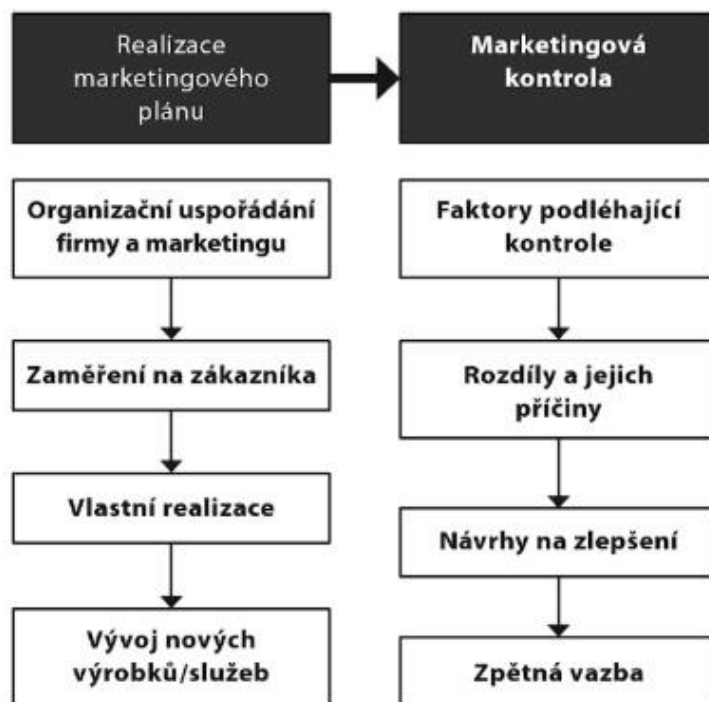 Realizace
marketingového
plánu
Marketingová
kontrola
Organizační uspořádání
firmy a marketingu
Zaměření na zákazníka
Vlastní realizace
Vývoj nových
výrobků/služeb
Faktory podléhající
kontrole
Rozdíly a jejich
příčiny
Návrhy na zlepšení
Zpětná vazba